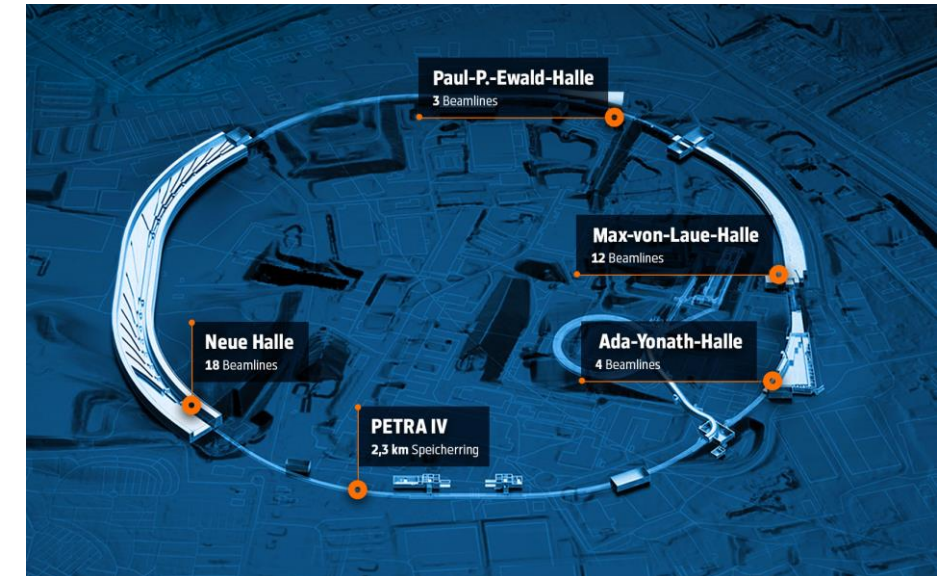 Paul-P.-Ewald-Halle
3 Beamlines
Max-von-Laue-Halle
12 Beamlines
Neue Halle
18 Beamlines
Ada-Yonath-Halle
4 Beamlines
PETRA IV
2,3 km Speicherring